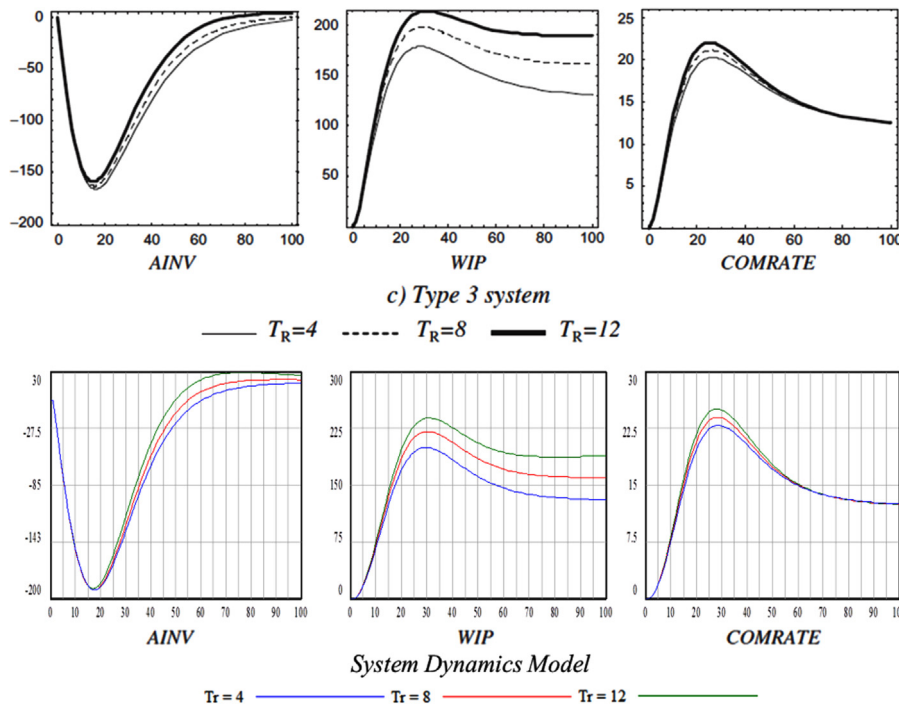 0
−50
−100
−150
−200
0 20 40 60 80 100
AINV
200
150
100
50
0 20 40 60 80 100
WIP
25
20
15
10
5
0 20 40 60 80 100
COMRATE
c) Type 3 system
T_R=4 T_R=8 T_R=12
30
-27.5
-85
-143
-200
0 10 20 30 40 50 60 70 80 90 100
AINV
300
225
150
75
0
0 10 20 30 40 50 60 70 80 90 100
WIP
30
22.5
15
7.5
0
0 10 20 30 40 50 60 70 80 90 100
COMRATE
System Dynamics Model
Tr = 4 Tr = 8 Tr = 12